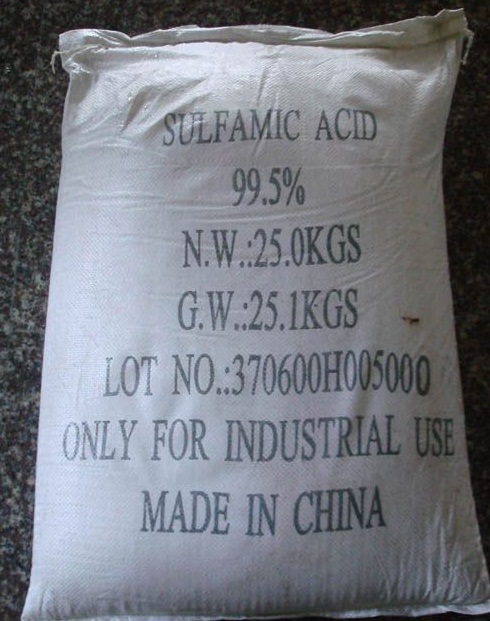 SULFAMIC ACID
99.5%
N.W.:25.0KGS
G.W.:25.1KGS
LOT NO.:370600H005000
ONLY FOR INDUSTRIAL USE
MADE IN CHINA